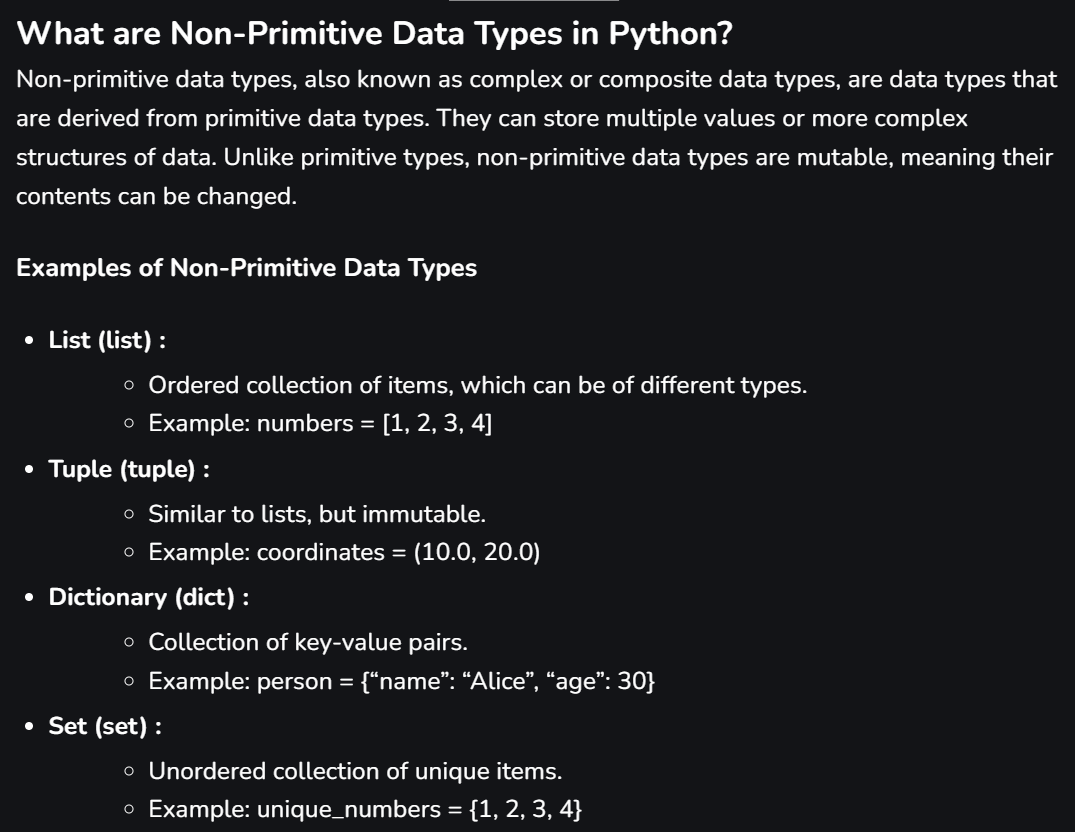 What are Non-Primitive Data Types in Python?
Non-primitive data types, also known as complex or composite data types, are data types that
are derived from primitive data types. They can store multiple values or more complex
structures of data. Unlike primitive types, non-primitive data types are mutable, meaning their
contents can be changed.
Examples of Non-Primitive Data Types
• List (list) :
○ Ordered collection of items, which can be of different types.
○ Example: numbers = [1, 2, 3, 4]
• Tuple (tuple) :
○ Similar to lists, but immutable.
○ Example: coordinates = (10.0, 20.0)
• Dictionary (dict) :
○ Collection of key-value pairs.
○ Example: person = {“name”: “Alice”, “age”: 30}
• Set (set) :
○ Unordered collection of unique items.
○ Example: unique_numbers = {1, 2, 3, 4}